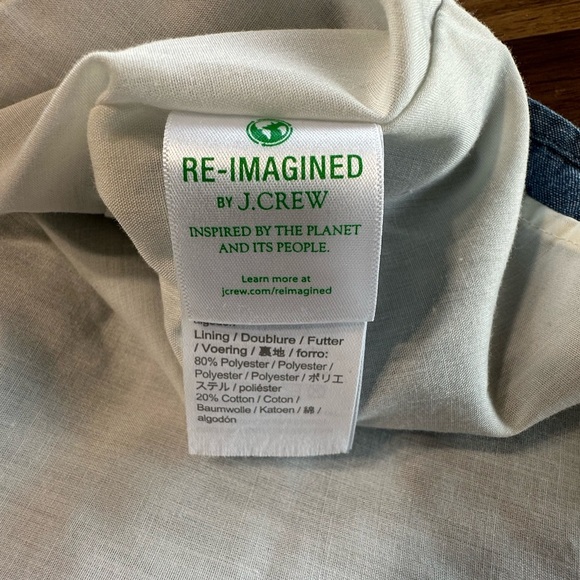 RE-IMAGINED
BY J.CREW
INSPIRED BY THE PLANET
AND ITS PEOPLE.
Learn more at
jcrew.com/reimagined
Lining / Doublure / Futter
/ Voering / 裏地 / forro:
80% Polyester / Polyester /
Polyester / Polyester / ポリエ
ステル / poliéster
20% Cotton / Coton /
Baumwolle / Katoen / 綿 /
algodón